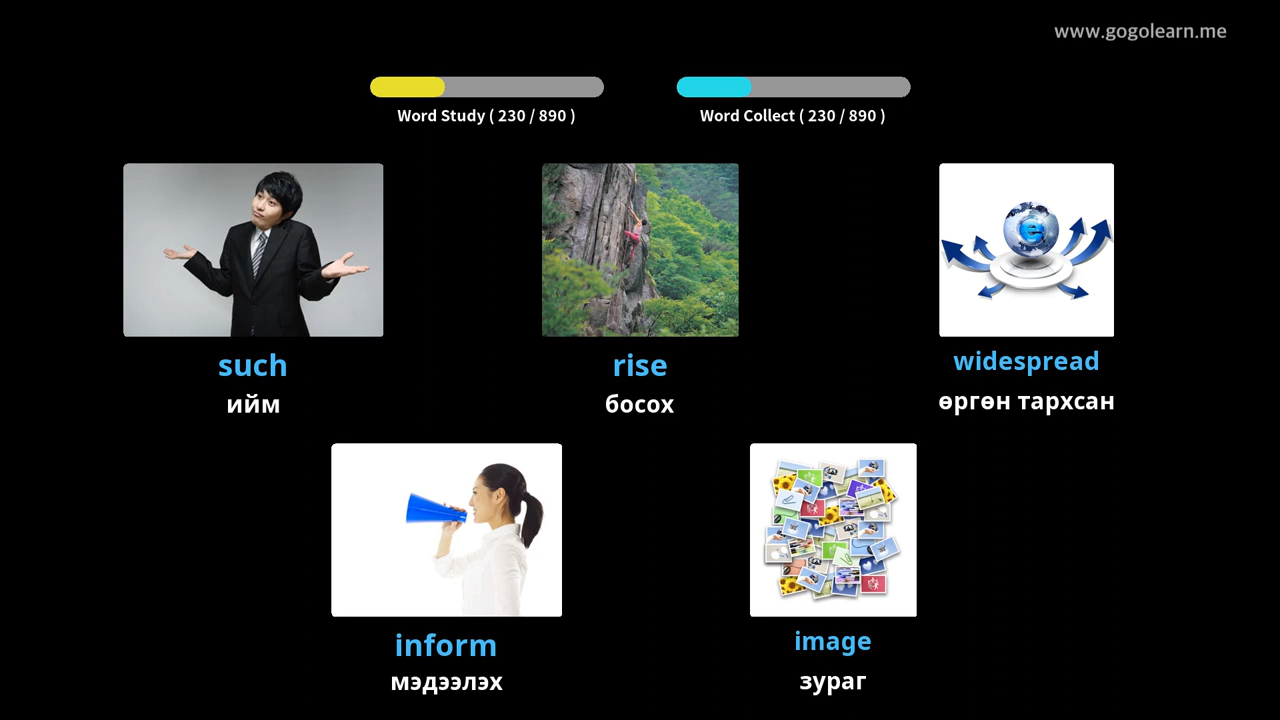 www.gogolearn.me
Word Study ( 230 / 890 )
Word Collect ( 230 / 890 )
such
ийм
rise
босох
widespread
өргөн тархсан
inform
мэдээлэх
image
зураг